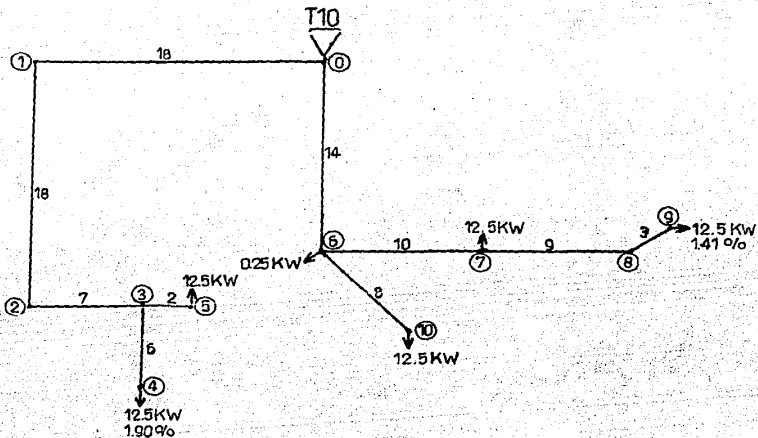 T10
① 18 ⓪
14
18
⑨
3 12.5 KW
1.41 %
12.5KW
⑥ 10 ⑦ 9 ⑧
0.25 KW
12.5KW
② 7 ③ 2 ⑤
8
⑩
12.5KW
6
④
12.5KW
1.90%